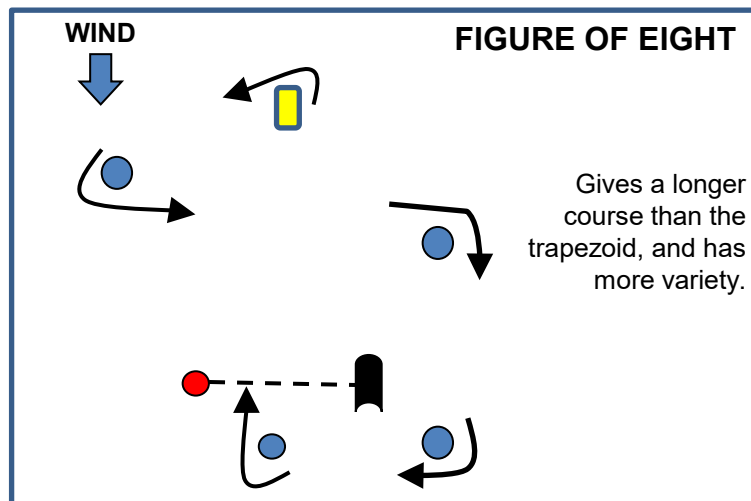 WIND
FIGURE OF EIGHT
Gives a longer
course than the
trapezoid, and has
more variety.